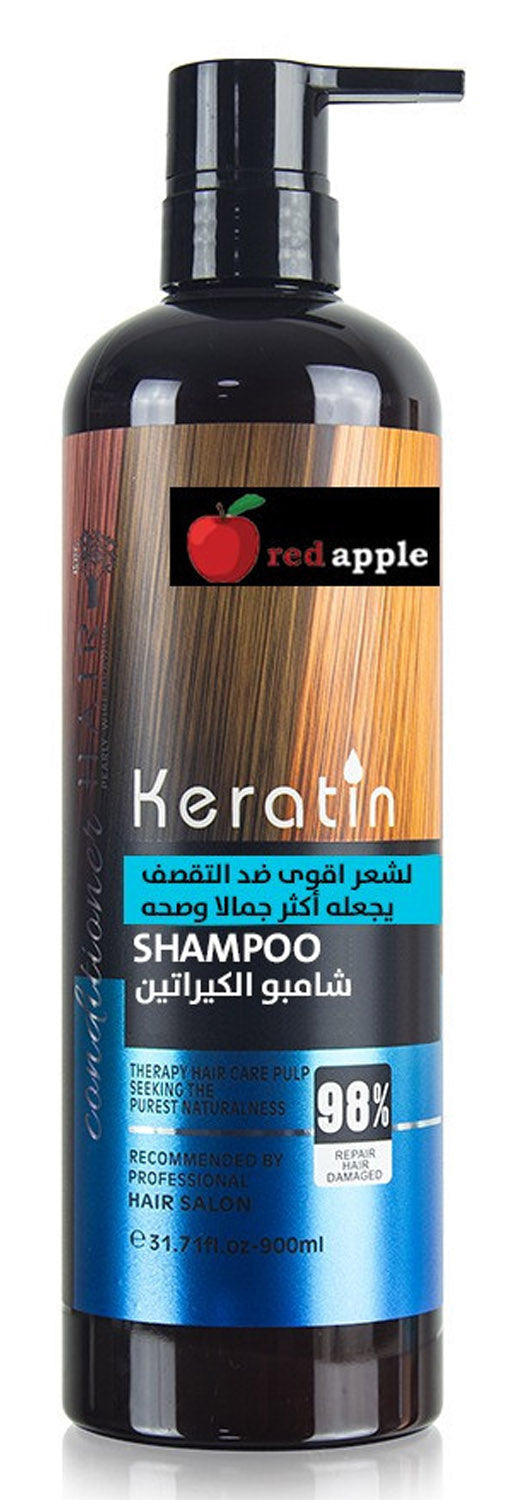 red apple
Keratin
لشعر اقوى ضد التقصف
يجعله أكثر جمالا وصحه
SHAMPOO
شامبو الكيراتين
THERAPY HAIR CARE PULP
SEEKING THE
PUREST NATURALNESS
98%
REPAIR
HAIR
DAMAGED
RECOMMENDED BY
PROFESSIONAL
HAIR SALON
℮31.71fl.oz-900ml
conditioner HAIR